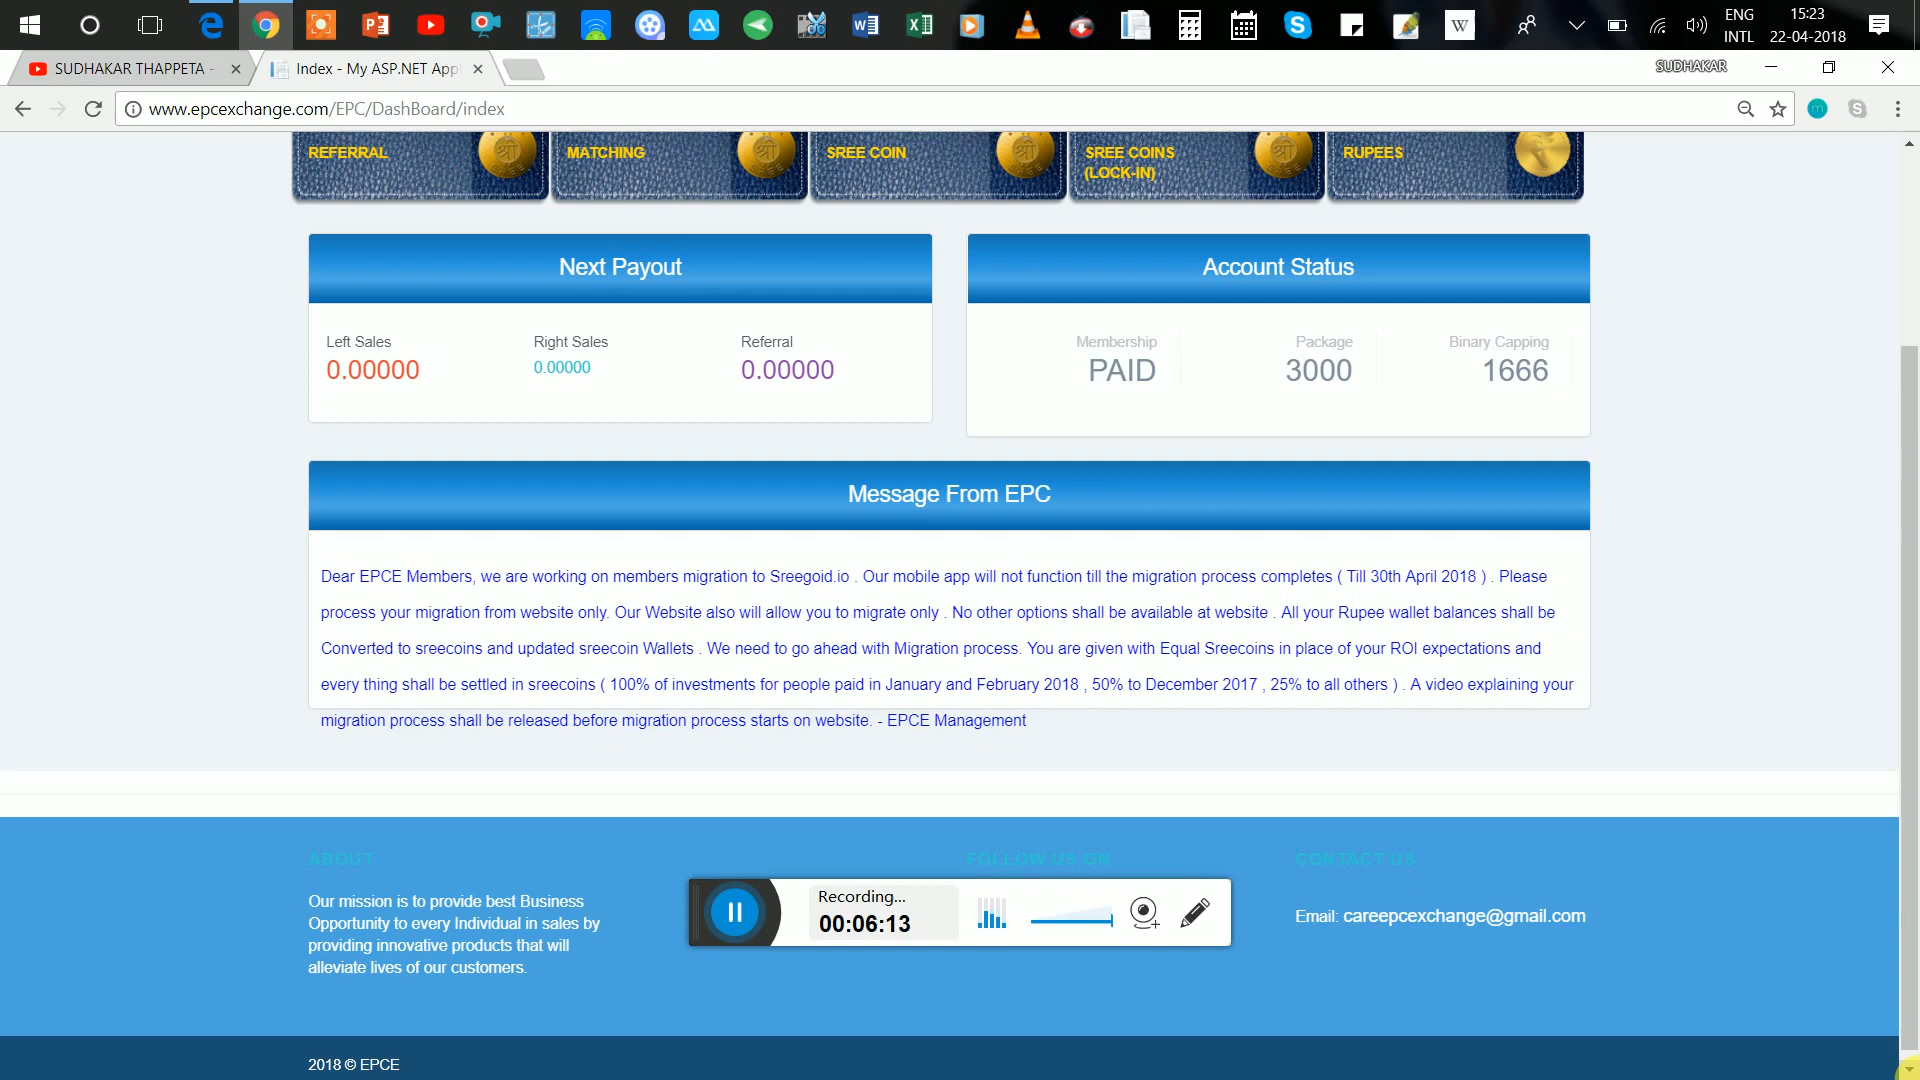 ENG
INTL
15:23
22-04-2018
SUDHAKAR THAPPETA -
Index - My ASP.NET App
SUDHAKAR
www.epcexchange.com/EPC/DashBoard/index
REFERRAL
MATCHING
SREE COIN
SREE COINS
(LOCK-IN)
RUPEES
Next Payout
Account Status
Left Sales
Right Sales
Referral
Membership
Package
Binary Capping
0.00000
0.00000
0.00000
PAID
3000
1666
Message From EPC
Dear EPCE Members, we are working on members migration to Sreegoid.io . Our mobile app will not function till the migration process completes ( Till 30th April 2018 ) . Please
process your migration from website only. Our Website also will allow you to migrate only . No other options shall be available at website . All your Rupee wallet balances shall be
Converted to sreecoins and updated sreecoin Wallets . We need to go ahead with Migration process. You are given with Equal Sreecoins in place of your ROI expectations and
every thing shall be settled in sreecoins ( 100% of investments for people paid in January and February 2018 , 50% to December 2017 , 25% to all others ) . A video explaining your
migration process shall be released before migration process starts on website. - EPCE Management
ABOUT
FOLLOW US ON
CONTACT US
Our mission is to provide best Business
Opportunity to every Individual in sales by
providing innovative products that will
alleviate lives of our customers.
Recording...
00:06:13
Email: careepcexchange@gmail.com
2018 © EPCE